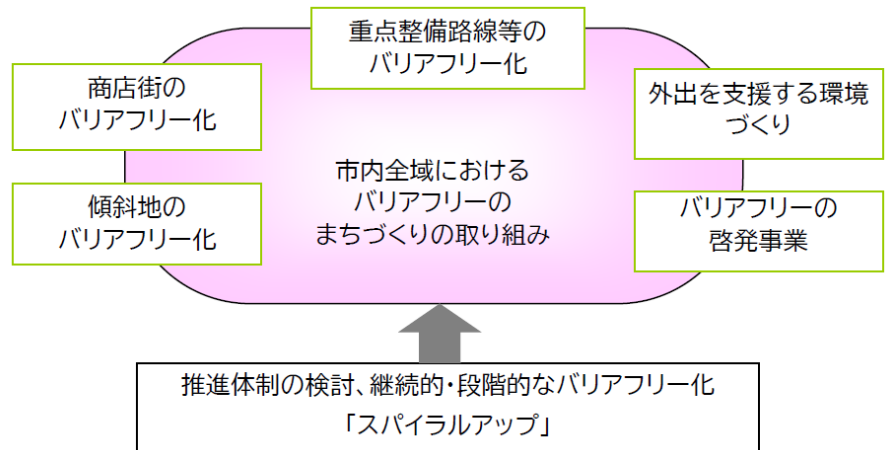 重点整備路線等の
バリアフリー化
商店街の
バリアフリー化
外出を支援する環境
づくり
市内全域における
バリアフリーの
まちづくりの取り組み
傾斜地の
バリアフリー化
バリアフリーの
啓発事業
推進体制の検討、継続的・段階的なバリアフリー化
「スパイラルアップ」